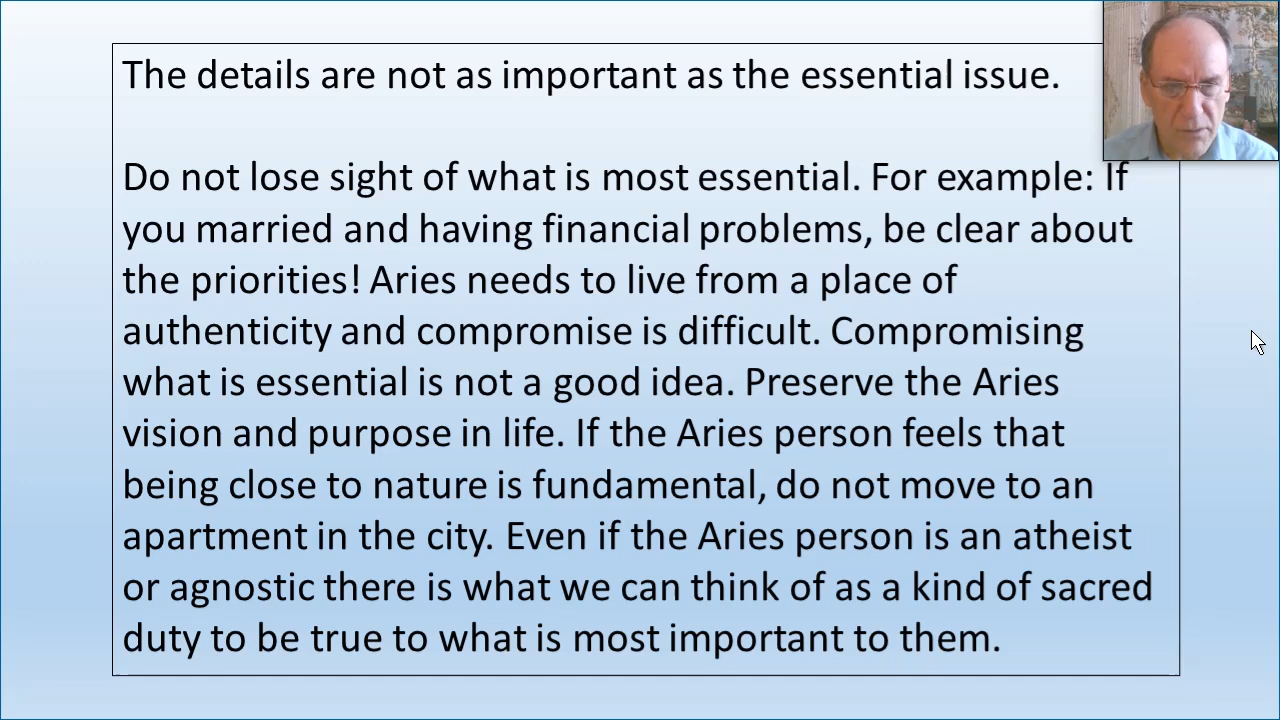 The details are not as important as the essential issue.
Do not lose sight of what is most essential. For example: If
you married and having financial problems, be clear about
the priorities! Aries needs to live from a place of
authenticity and compromise is difficult. Compromising
what is essential is not a good idea. Preserve the Aries
vision and purpose in life. If the Aries person feels that
being close to nature is fundamental, do not move to an
apartment in the city. Even if the Aries person is an atheist
or agnostic there is what we can think of as a kind of sacred
duty to be true to what is most important to them.